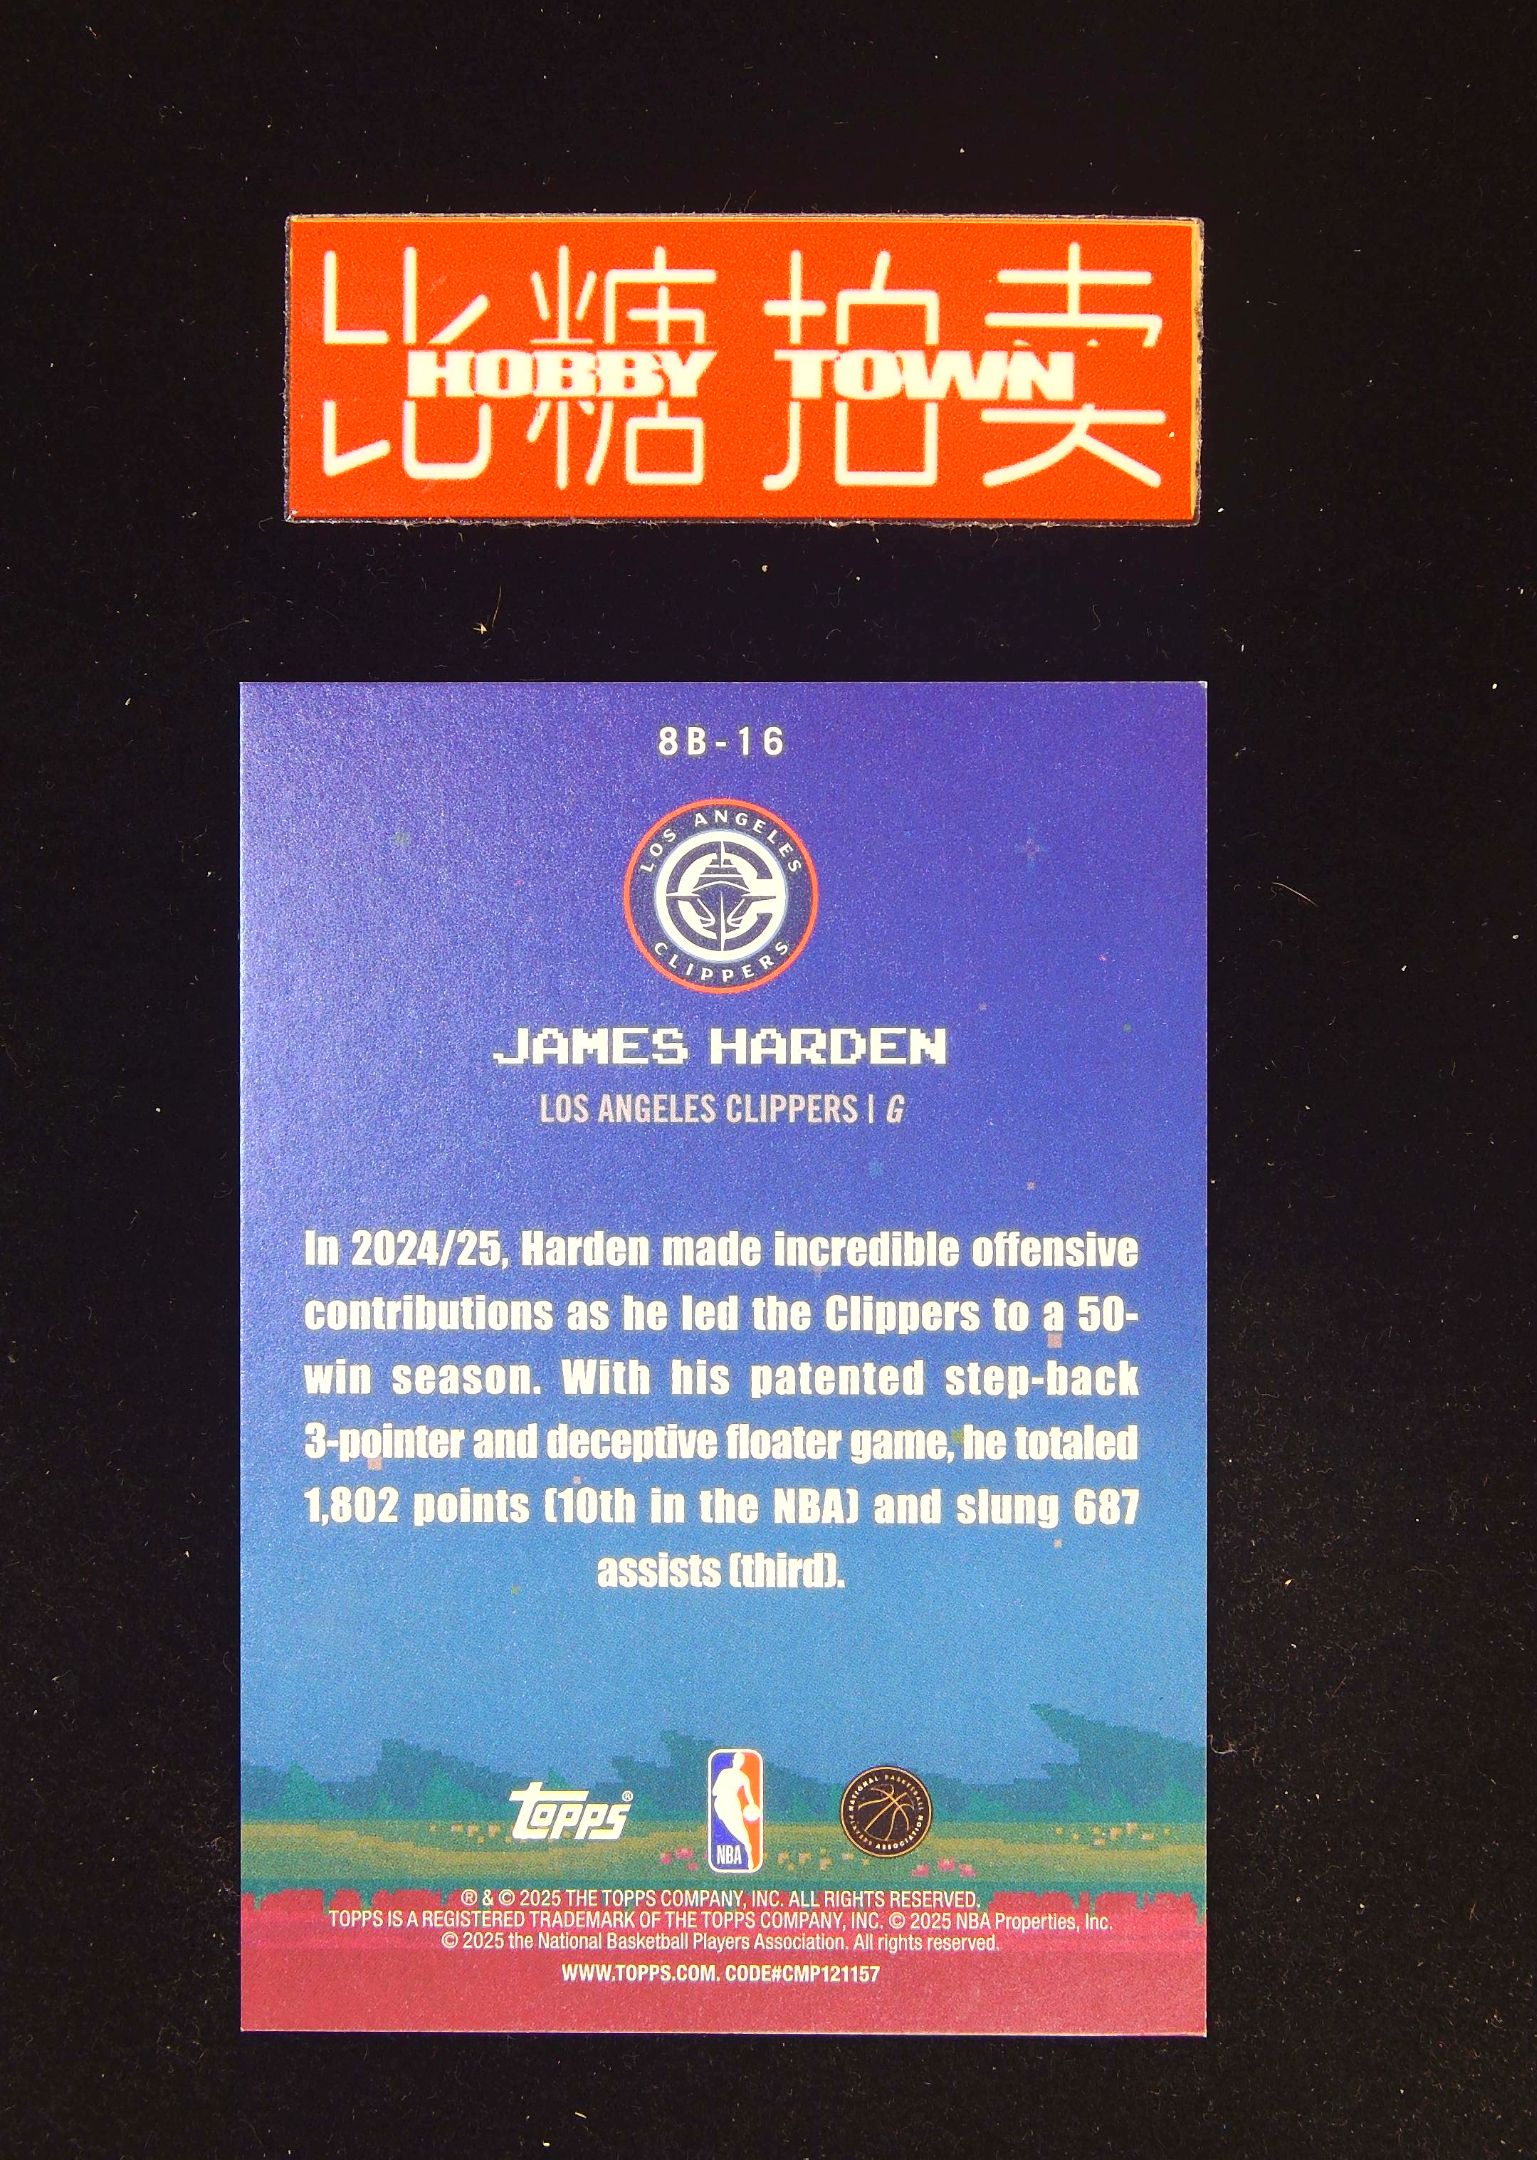 比糖拍卖
HOBBY TOWN
8B-16
LOS ANGELES
CLIPPERS
JAMES HARDEN
LOS ANGELES CLIPPERS | G
In 2024/25, Harden made incredible offensive
contributions as he led the Clippers to a 50-
win season. With his patented step-back
3-pointer and deceptive floater game, he totaled
1,802 points (10th in the NBA) and slung 687
assists (third).
TOPPS®
NBA
NATIONAL BASKETBALL
PLAYERS ASSOCIATION
® & © 2025 THE TOPPS COMPANY, INC. ALL RIGHTS RESERVED.
TOPPS IS A REGISTERED TRADEMARK OF THE TOPPS COMPANY, INC. © 2025 NBA Properties, Inc.
© 2025 the National Basketball Players Association. All rights reserved.
WWW.TOPPS.COM. CODE#CMP121157